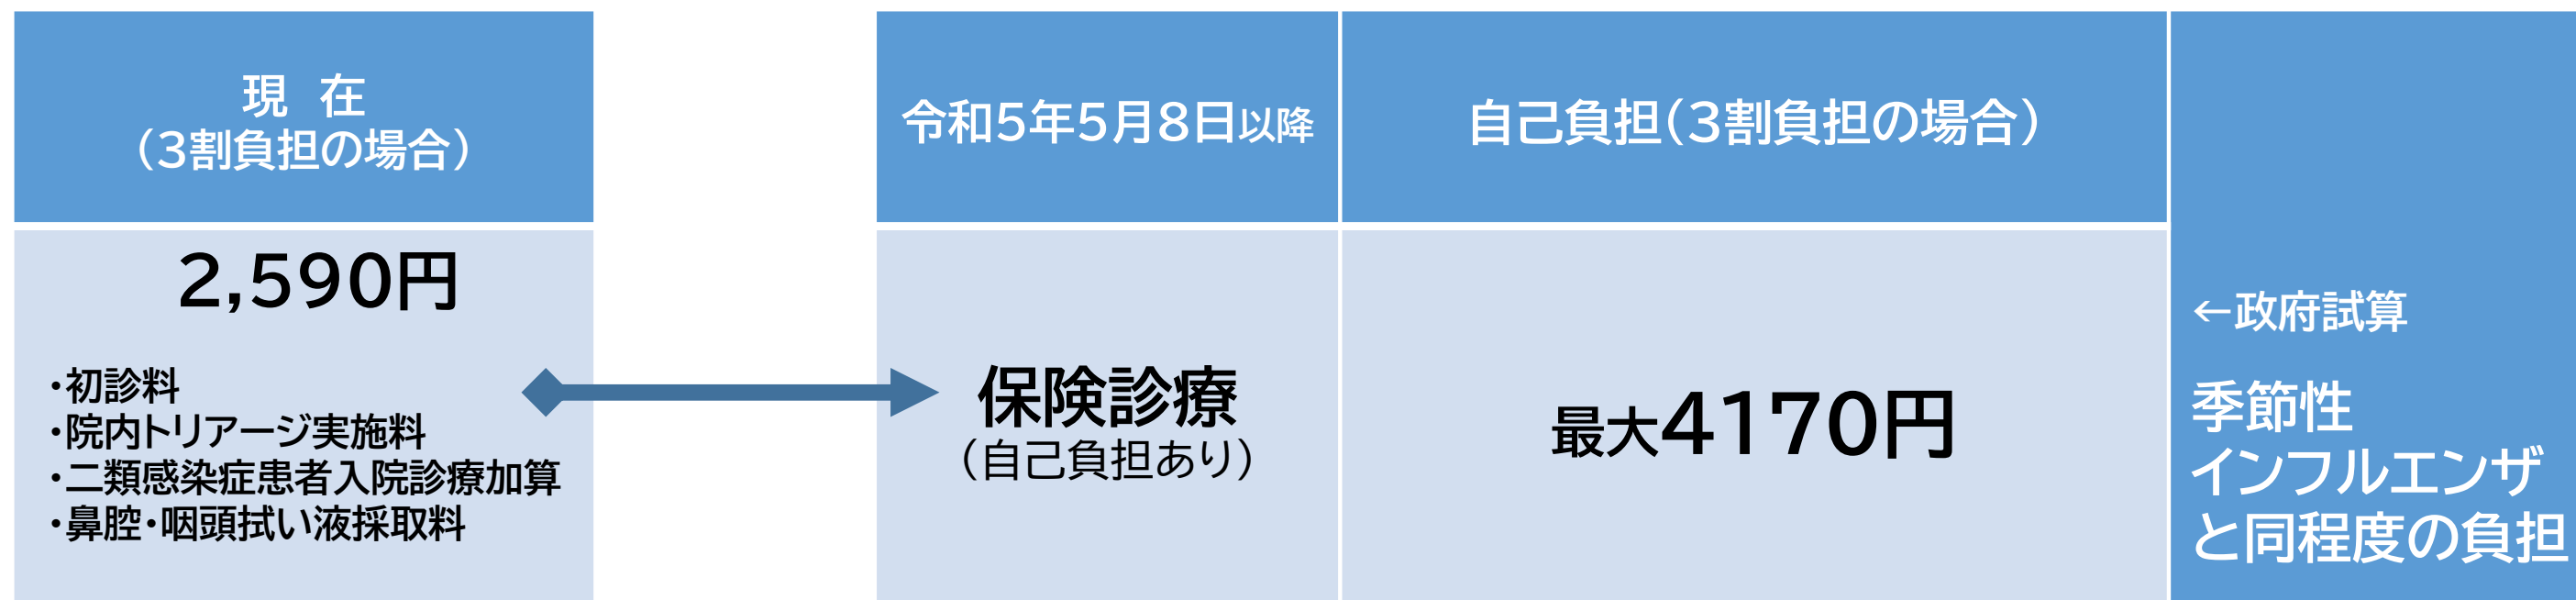 現　在
（3割負担の場合）
2,590円
・初診料
・院内トリアージ実施料
・二類感染症患者入院診療加算
・鼻腔・咽頭拭い液採取料
令和5年5月8日以降
保険診療
（自己負担あり）
自己負担（3割負担の場合）
最大4170円
←政府試算
季節性
インフルエンザ
と同程度の負担